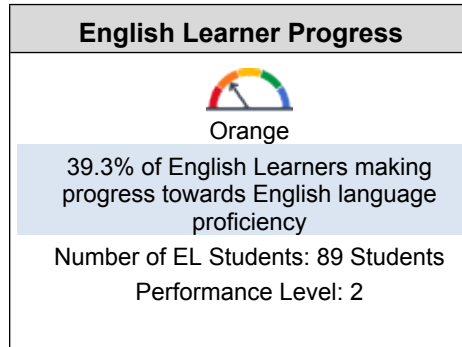 English Learner Progress
Orange
39.3% of English Learners making
progress towards English language
proficiency
Number of EL Students: 89 Students
Performance Level: 2